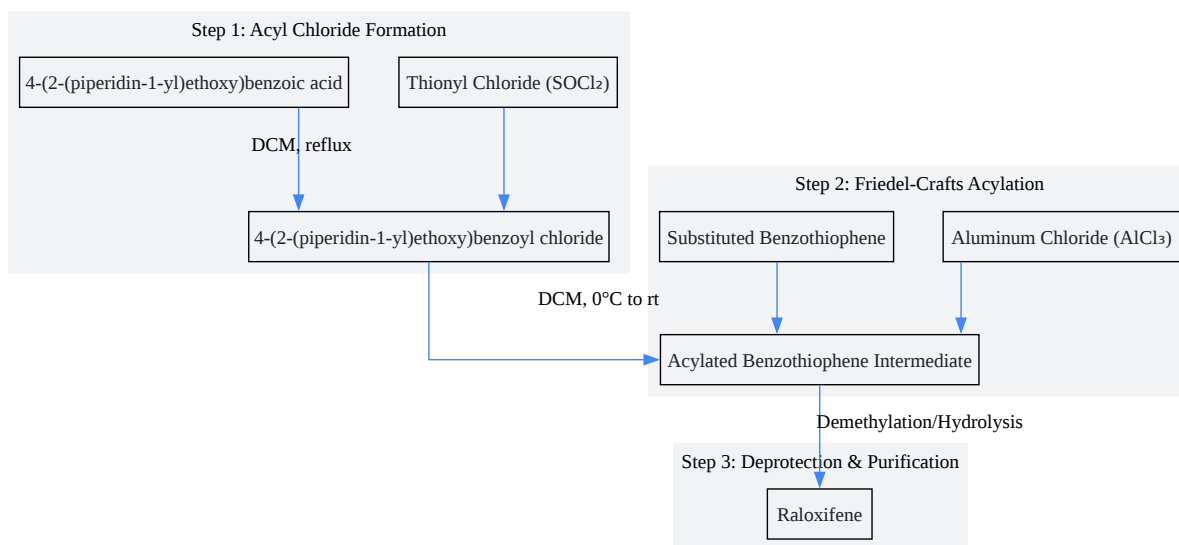 Step 1: Acyl Chloride Formation
4-(2-(piperidin-1-yl)ethoxy)benzoic acid
Thionyl Chloride (SOCl₂)
DCM, reflux
4-(2-(piperidin-1-yl)ethoxy)benzoyl chloride
Step 2: Friedel-Crafts Acylation
Substituted Benzothiophene
Aluminum Chloride (AlCl₃)
DCM, 0°C to rt
Acylated Benzothiophene Intermediate
Demethylation/Hydrolysis
Step 3: Deprotection & Purification
Raloxifene